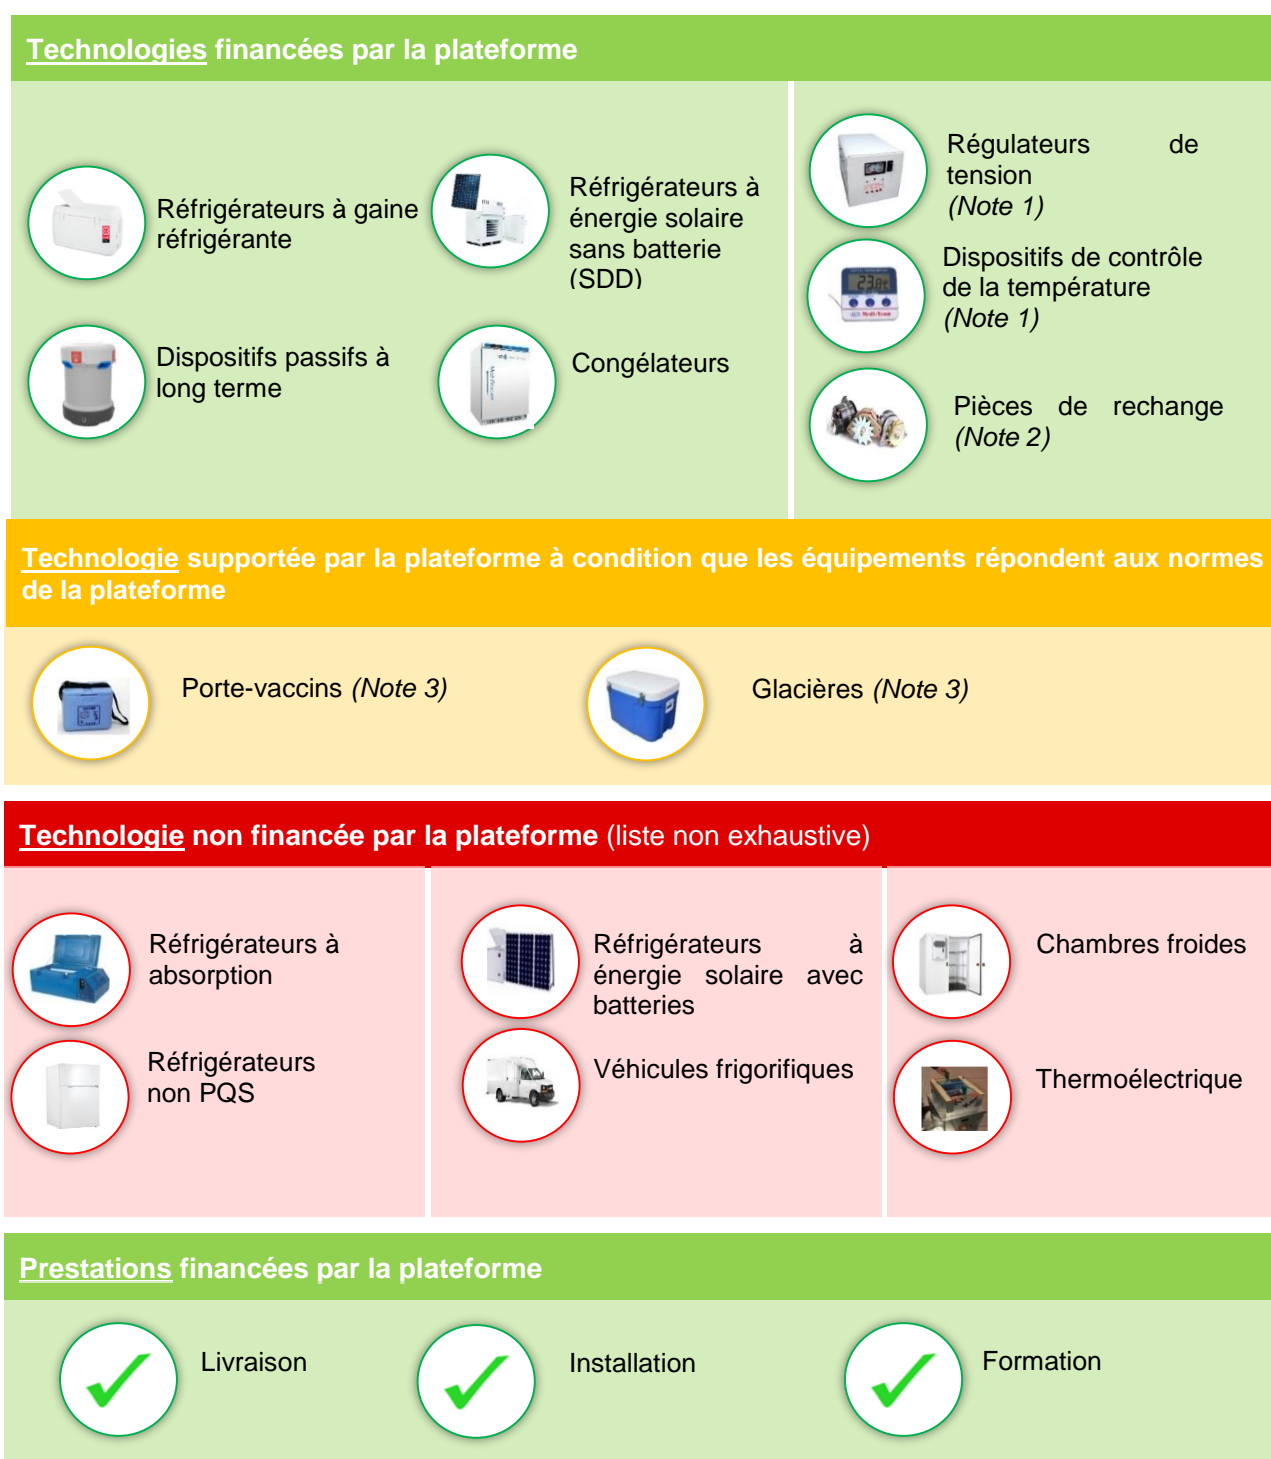 Technologies financées par la plateforme
Réfrigérateurs à gaine
réfrigérante
Réfrigérateurs à
énergie solaire
sans batterie
(SDD)
Dispositifs passifs à
long terme
Congélateurs
Régulateurs de
tension
(Note 1)
23.8
Dispositifs de contrôle
de la température
(Note 1)
Pièces de rechange
(Note 2)
Technologie supportée par la plateforme à condition que les équipements répondent aux normes
de la plateforme
Porte-vaccins (Note 3)
Glacières (Note 3)
Technologie non financée par la plateforme (liste non exhaustive)
Réfrigérateurs à
absorption
Réfrigérateurs
non PQS
Réfrigérateurs à
énergie solaire avec
batteries
Véhicules frigorifiques
Chambres froides
Thermoélectrique
Prestations financées par la plateforme
Livraison
Installation
Formation